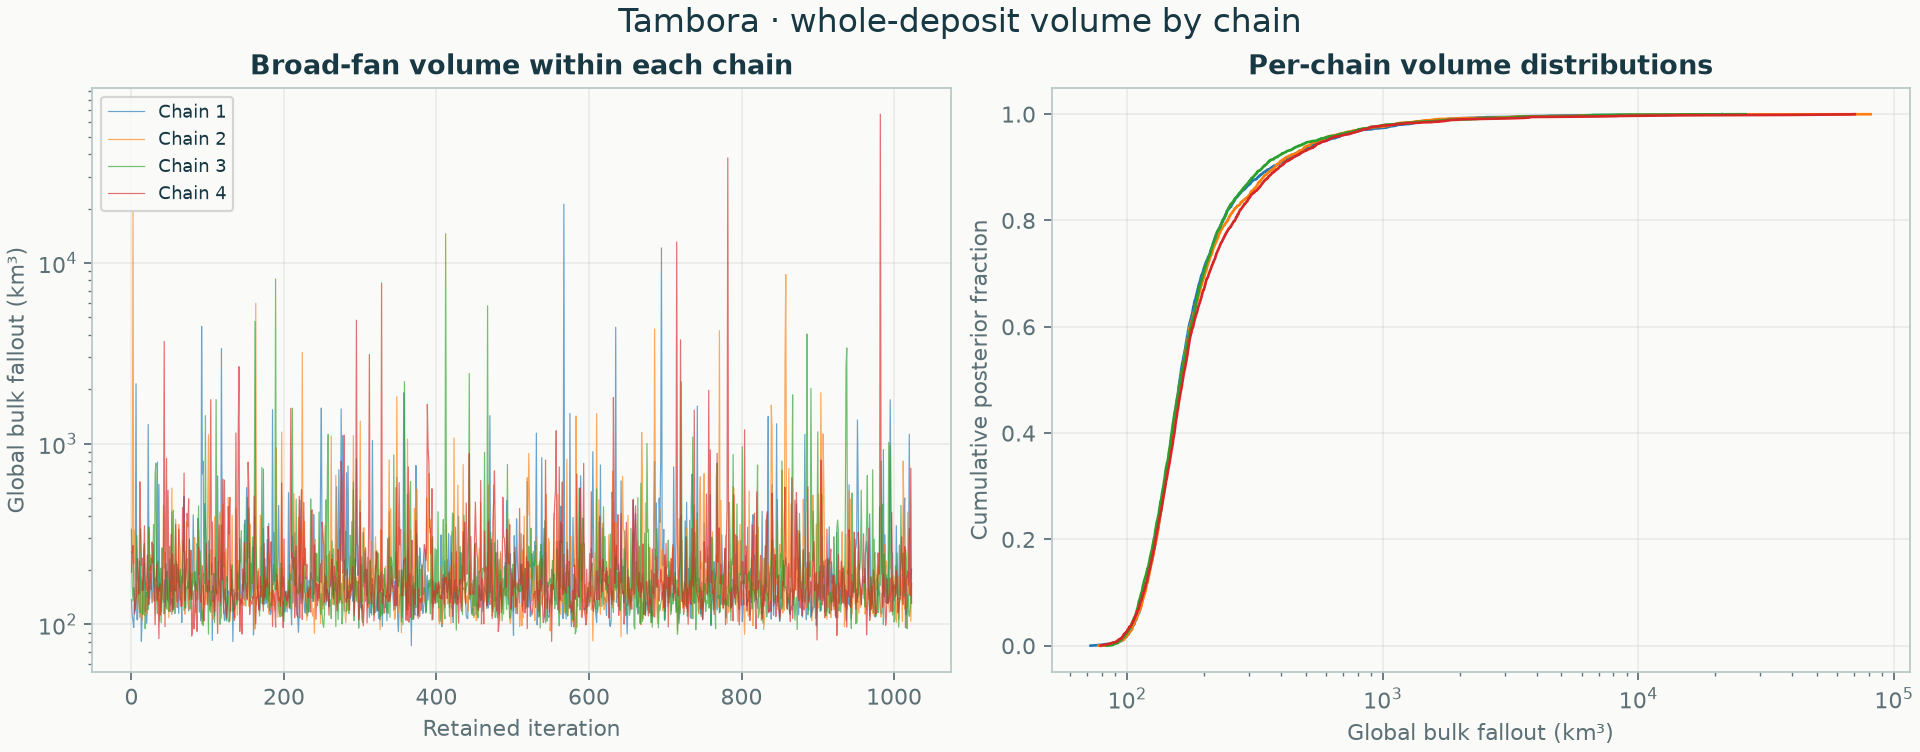 Tambora · whole-deposit volume by chain
Broad-fan volume within each chain
Global bulk fallout (km³)
10⁴
10³
10²
Chain 1
Chain 2
Chain 3
Chain 4
0 200 400 600 800 1000
Retained iteration
Per-chain volume distributions
Cumulative posterior fraction
1.0
0.8
0.6
0.4
0.2
0.0
10² 10³ 10⁴ 10⁵
Global bulk fallout (km³)